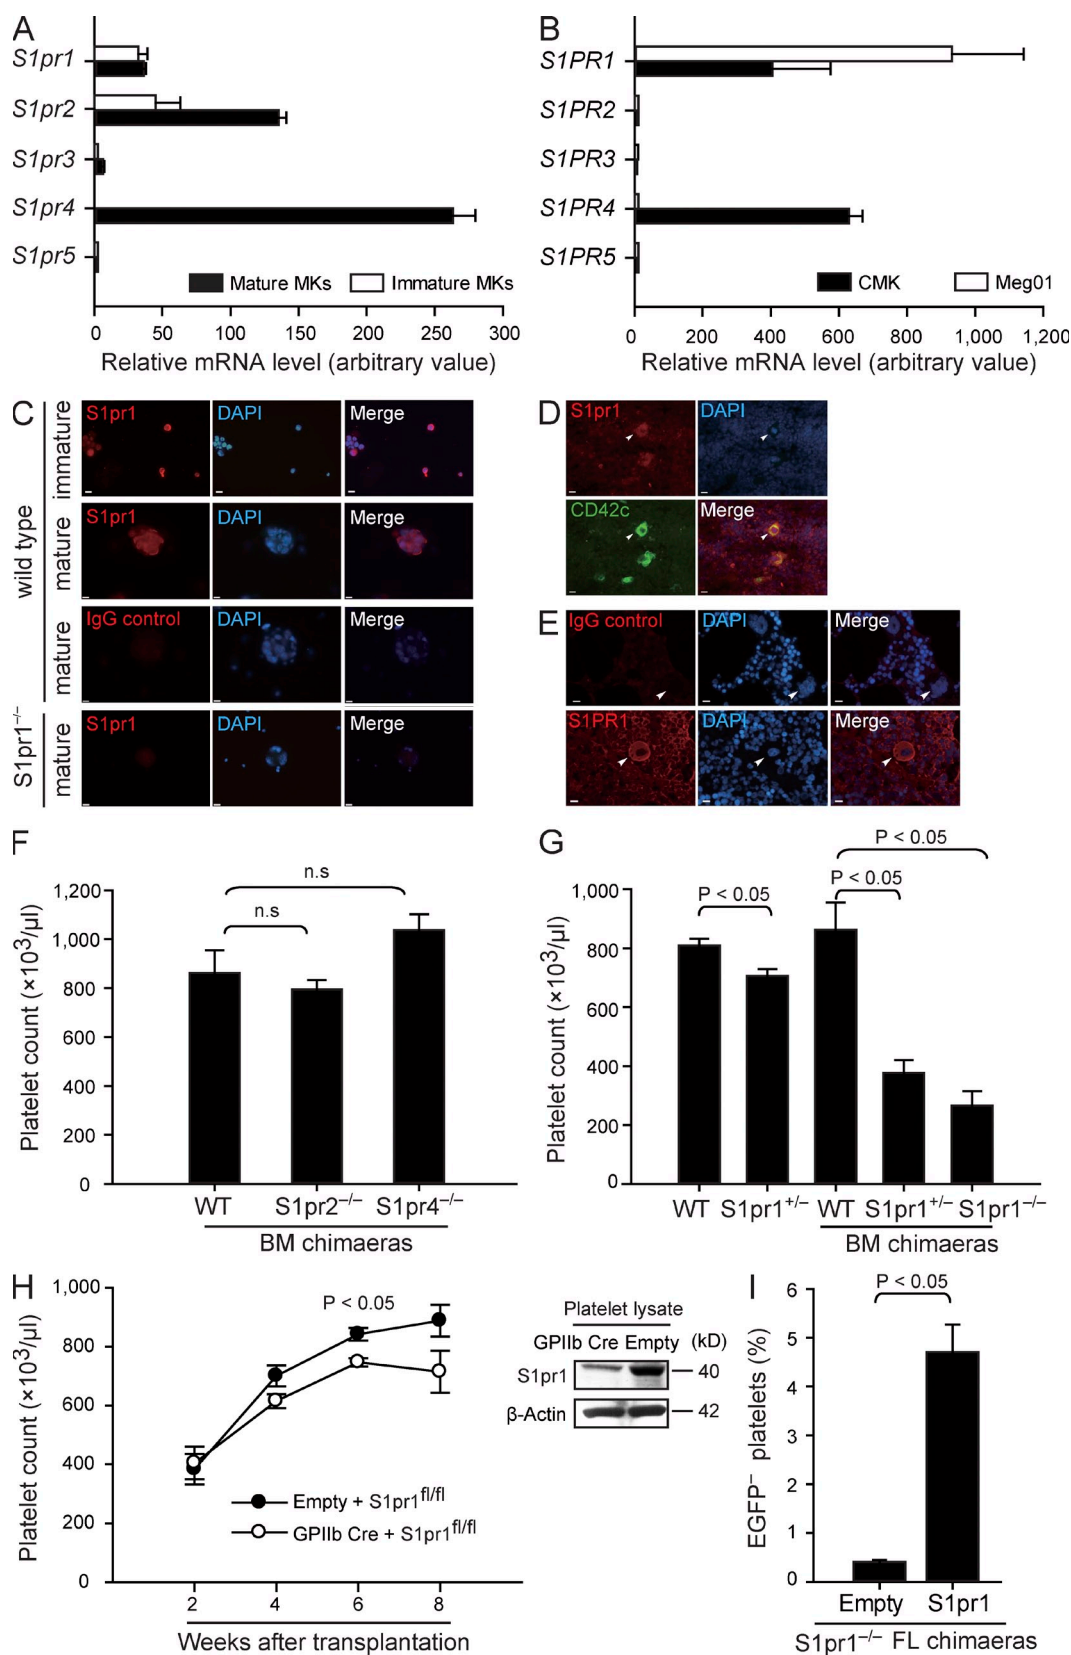 A
S1pr1
S1pr2
S1pr3
S1pr4
S1pr5
Mature MKs
Immature MKs
0 50 100 150 200 250 300
Relative mRNA level (arbitrary value)
B
S1PR1
S1PR2
S1PR3
S1PR4
S1PR5
CMK
Meg01
0 200 400 600 800 1,000 1,200
Relative mRNA level (arbitrary value)
C
wild type
immature
S1pr1 DAPI Merge
mature
S1pr1 DAPI Merge
mature
IgG control DAPI Merge
S1pr1–/–
mature
S1pr1 DAPI Merge
D
S1pr1 DAPI
CD42c Merge
E
IgG control DAPI Merge
S1PR1 DAPI Merge
F
Platelet count (×10³/µl)
1,200
1,000
800
600
400
200
0
n.s
n.s
WT S1pr2–/– S1pr4–/–
BM chimaeras
G
Platelet count (×10³/µl)
1,000
800
600
400
200
0
P < 0.05
P < 0.05
P < 0.05
WT S1pr1+/– WT S1pr1+/– S1pr1–/–
BM chimaeras
H
Platelet count (×10³/µl)
1,000
800
600
400
200
0
P < 0.05
Empty + S1pr1fl/fl
GPIIb Cre + S1pr1fl/fl
2 4 6 8
Weeks after transplantation
Platelet lysate
GPIIb Cre Empty (kD)
S1pr1 40
β-Actin 42
I
EGFP– platelets (%)
6
5
4
3
2
1
0
P < 0.05
Empty S1pr1
S1pr1–/– FL chimaeras